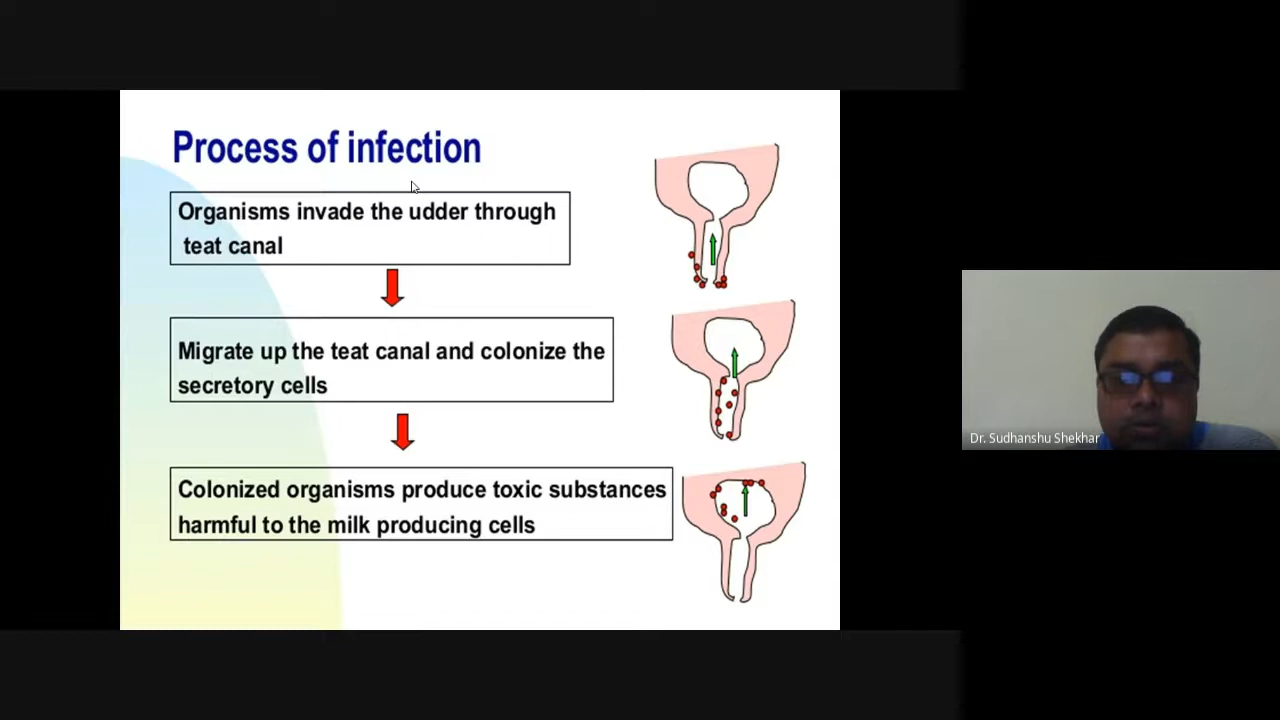 Process of infection
Organisms invade the udder through
teat canal
Migrate up the teat canal and colonize the
secretory cells
Colonized organisms produce toxic substances
harmful to the milk producing cells
Dr. Sudhanshu Shekhar